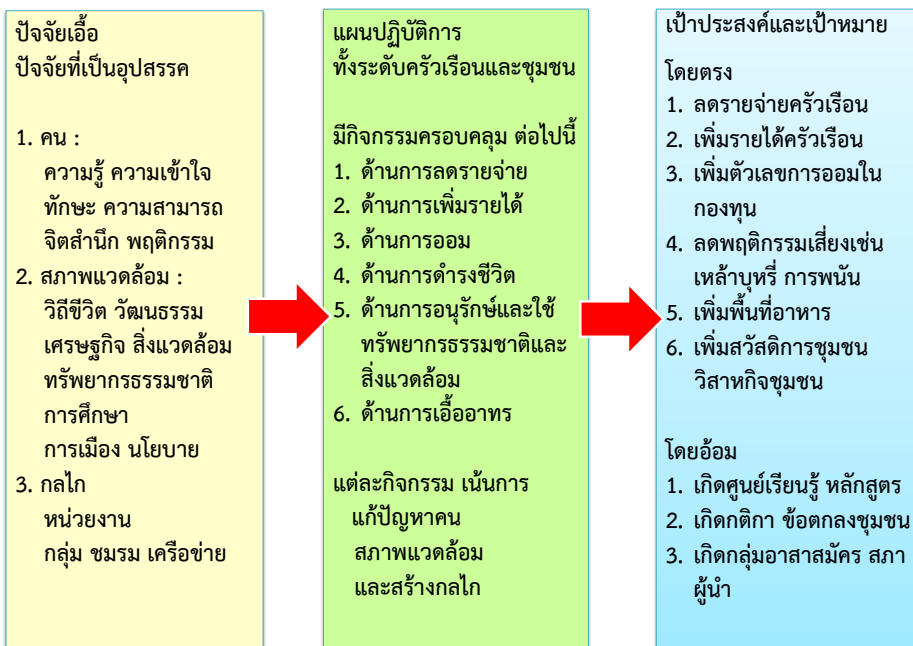 ปัจจัยเอื้อ
ปัจจัยที่เป็นอุปสรรค
1. คน :
ความรู้ ความเข้าใจ
ทักษะ ความสามารถ
จิตสำนึก พฤติกรรม
2. สภาพแวดล้อม :
วิถีขีวิต วัฒนธรรม
เศรษฐกิจ สิ่งแวดล้อม
ทรัพยากรธรรมชาติ
การศึกษา
การเมือง นโยบาย
3. กลไก
หน่วยงาน
กลุ่ม ชมรม เครือข่าย
แผนปฏิบัติการ
ทั้งระดับครัวเรือนและชุมชน
มีกิจกรรมครอบคลุม ต่อไปนี้
1. ด้านการลดรายจ่าย
2. ด้านการเพิ่มรายได้
3. ด้านการออม
4. ด้านการดำรงชีวิต
5. ด้านการอนุรักษ์และใช้
ทรัพยากรธรรมชาติและ
สิ่งแวดล้อม
6. ด้านการเอื้ออาทร
แต่ละกิจกรรม เน้นการ
แก้ปัญหาคน
สภาพแวดล้อม
และสร้างกลไก
เป้าประสงค์และเป้าหมาย
โดยตรง
1. ลดรายจ่ายครัวเรือน
2. เพิ่มรายได้ครัวเรือน
3. เพิ่มตัวเลขการออมใน
กองทุน
4. ลดพฤติกรรมเสี่ยงเช่น
เหล้าบุหรี่ การพนัน
5. เพิ่มพื้นที่อาหาร
6. เพิ่มสวัสดิการชุมชน
วิสาหกิจชุมชน
โดยอ้อม
1. เกิดศูนย์เรียนรู้ หลักสูตร
2. เกิดกติกา ข้อตกลงชุมชน
3. เกิดกลุ่มอาสาสมัคร สภา
ผู้นำ